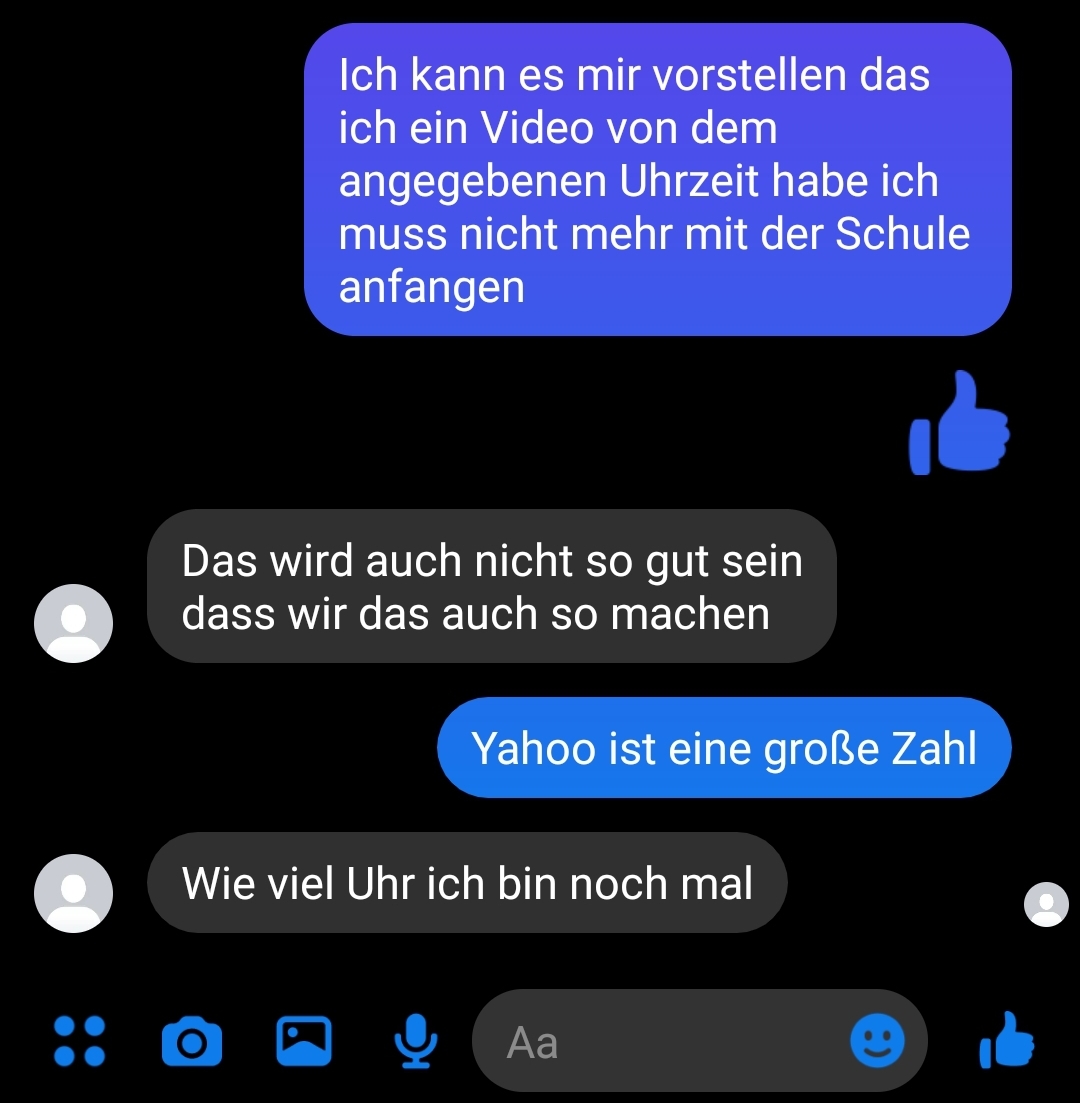 Ich kann es mir vorstellen das
ich ein Video von dem
angegebenen Uhrzeit habe ich
muss nicht mehr mit der Schule
anfangen
Das wird auch nicht so gut sein
dass wir das auch so machen
Yahoo ist eine große Zahl
Wie viel Uhr ich bin noch mal
Aa